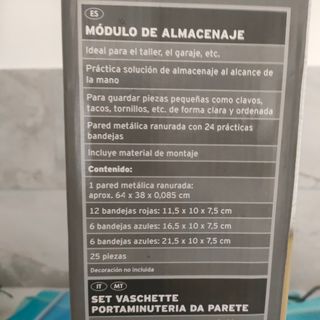 ES
MÓDULO DE ALMACENAJE
Ideal para el taller, el garaje, etc.
Práctica solución de almacenaje al alcance de
la mano
Para guardar piezas pequeñas como clavos,
tacos, tornillos, etc. de forma clara y ordenada
Pared metálica ranurada con 24 prácticas
bandejas
Incluye material de montaje
Contenido:
1 pared metálica ranurada:
aprox. 64 x 38 x 0,085 cm
12 bandejas rojas: 11,5 x 10 x 7,5 cm
6 bandejas azules: 16,5 x 10 x 7,5 cm
6 bandejas azules: 21,5 x 10 x 7,5 cm
25 piezas
Decoración no incluida
IT MT
SET VASCHETTE
PORTAMINUTERIA DA PARETE